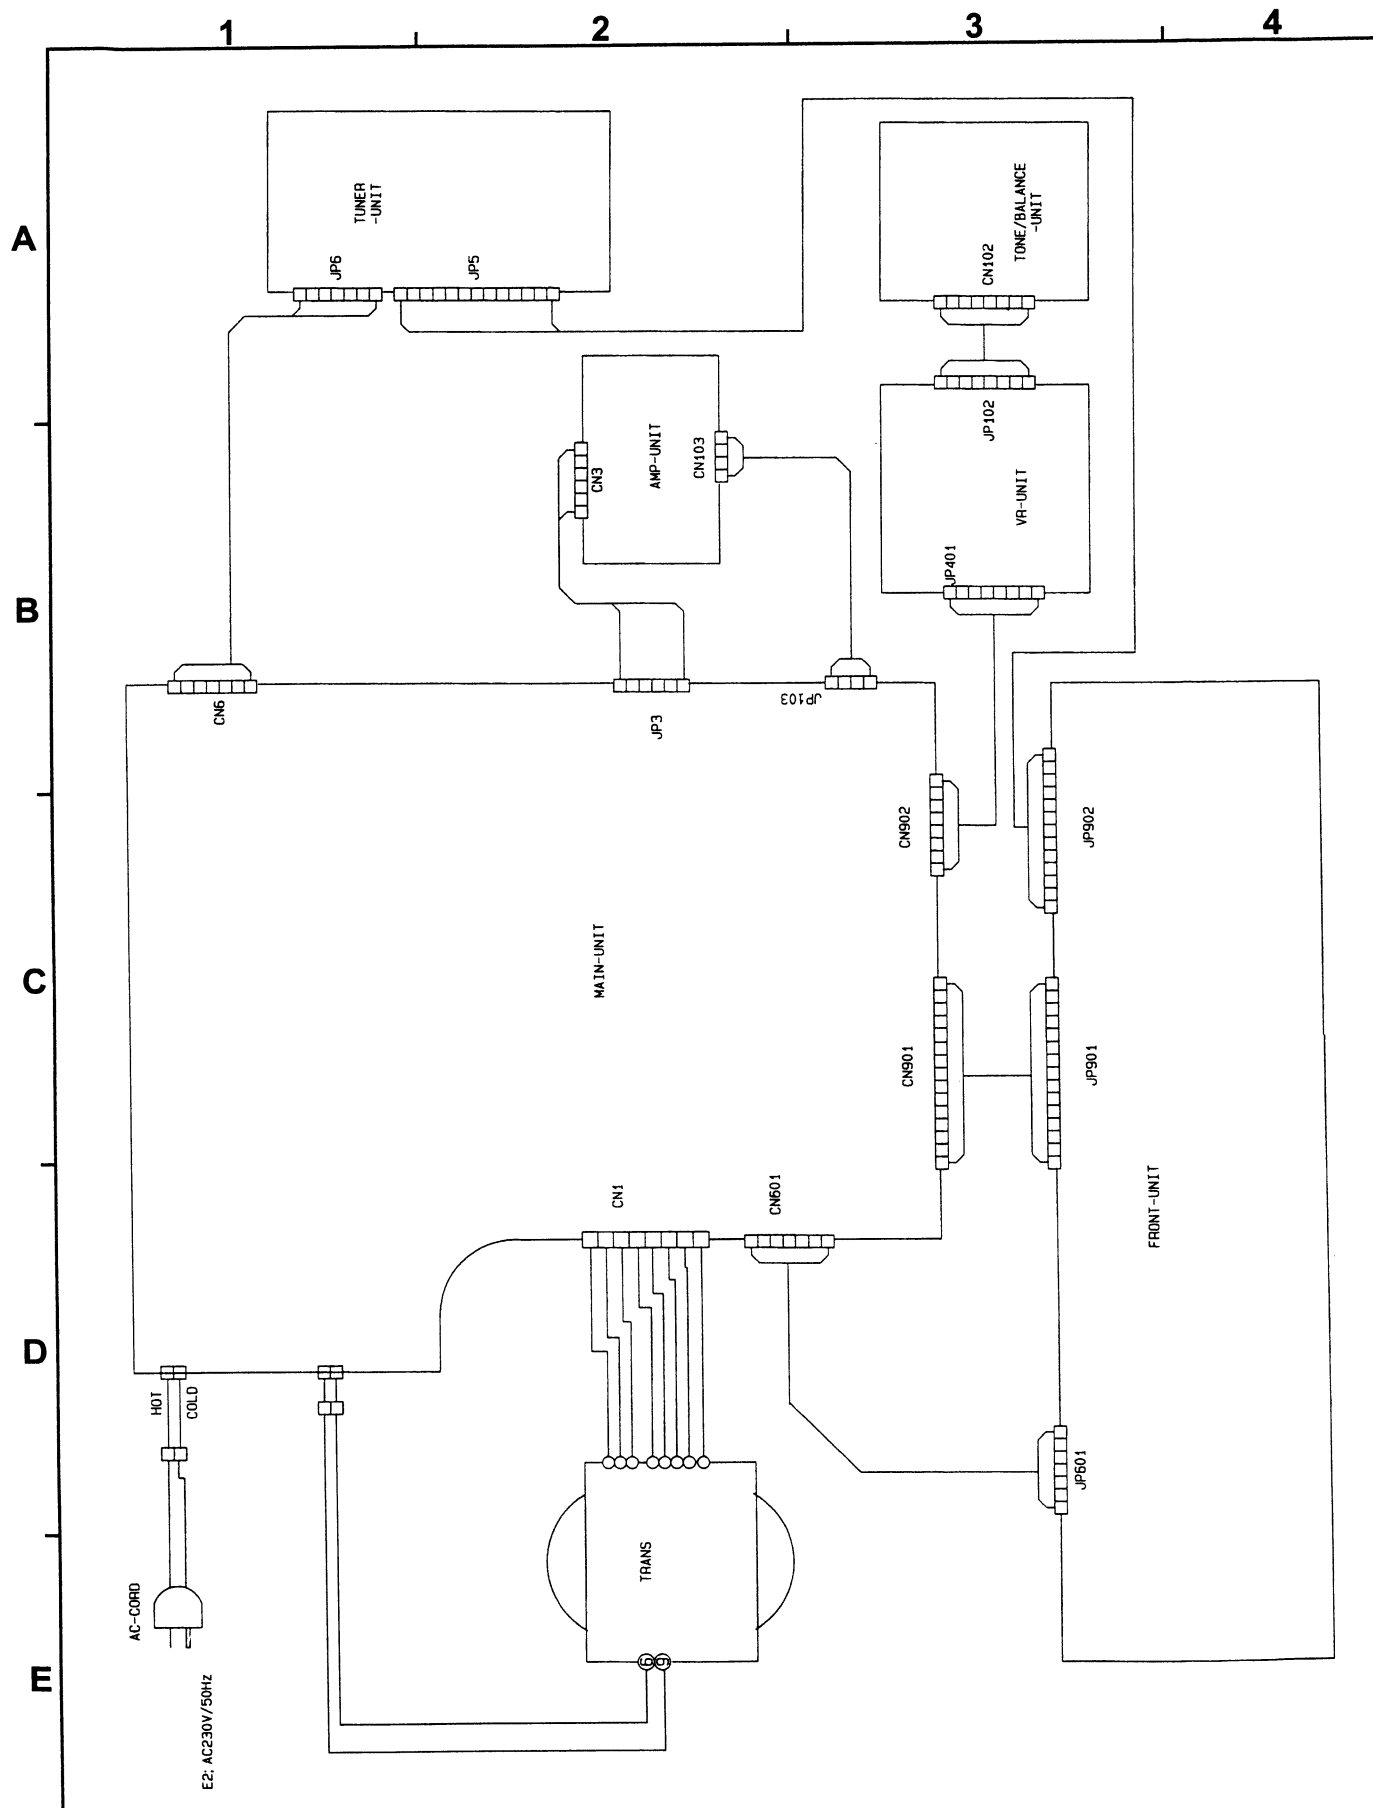 1
2
3
4
A
B
C
D
E
TUNER
-UNIT
JP6
JP5
TONE/BALANCE
-UNIT
CN102
JP102
VR-UNIT
JP401
AMP-UNIT
CN3
CN103
CN6
JP3
JP103
CN902
JP902
MAIN-UNIT
CN901
JP901
CN1
CN601
FRONT-UNIT
HOT
COLD
JP601
TRANS
AC-CORD
E2; AC230V/50Hz
6
9